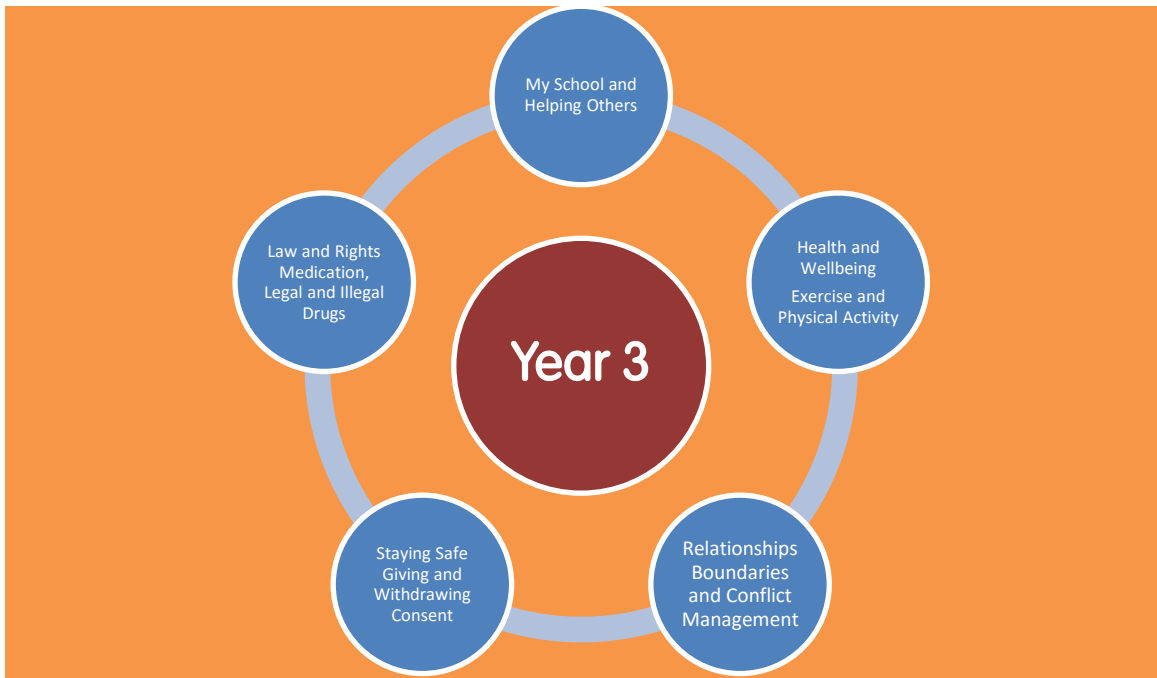 My School and
Helping Others
Health and
Wellbeing
Exercise and
Physical Activity
Relationships
Boundaries
and Conflict
Management
Staying Safe
Giving and
Withdrawing
Consent
Law and Rights
Medication,
Legal and Illegal
Drugs
Year 3